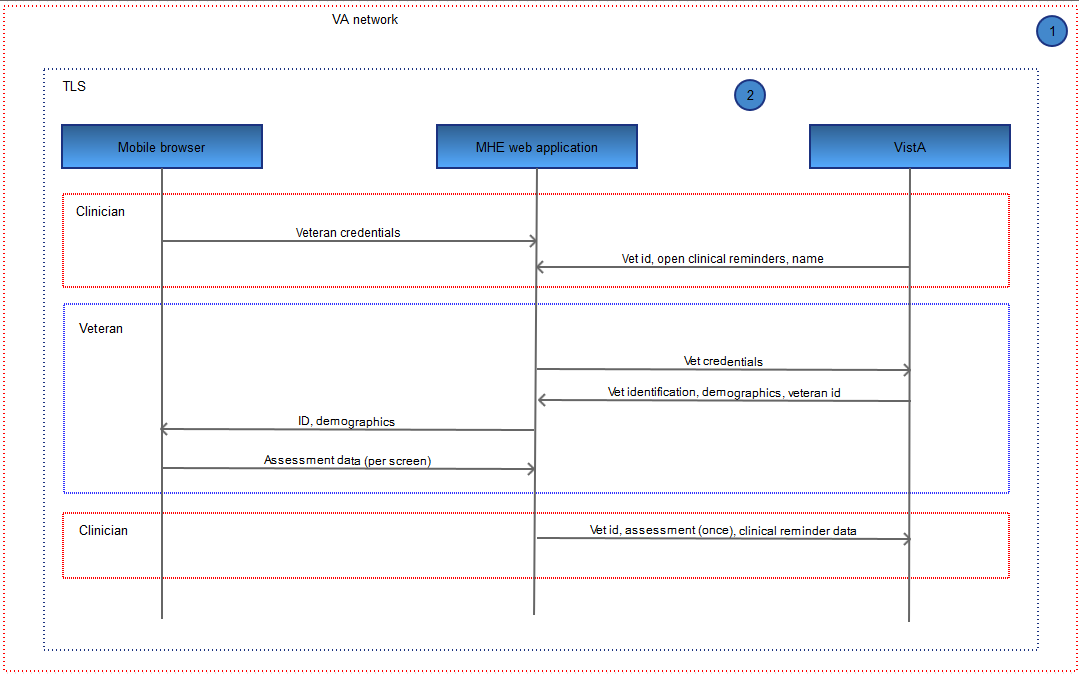 VA network
1
TLS
2
Mobile browser
MHE web application
VistA
Clinician
Veteran credentials
Vet id, open clinical reminders, name
Veteran
Vet credentials
Vet identification, demographics, veteran id
ID, demographics
Assessment data (per screen)
Clinician
Vet id, assessment (once), clinical reminder data